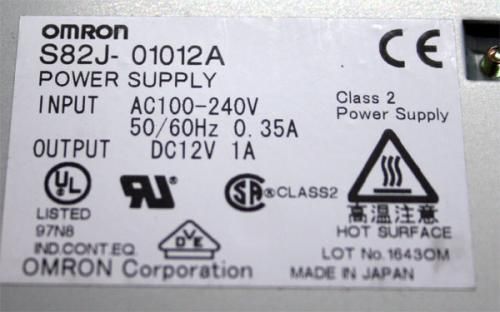 OMRON
S82J- 01012A
POWER SUPPLY
INPUT AC100-240V
50/60Hz 0.35A
OUTPUT DC12V 1A
CE
Class 2
Power Supply
UL
LISTED
97N8
IND.CONT.EQ.
SA ® CLASS2
DVE
高温注意
HOT SURFACE
OMRON Corporation
LOT No.1643OM
MADE IN JAPAN